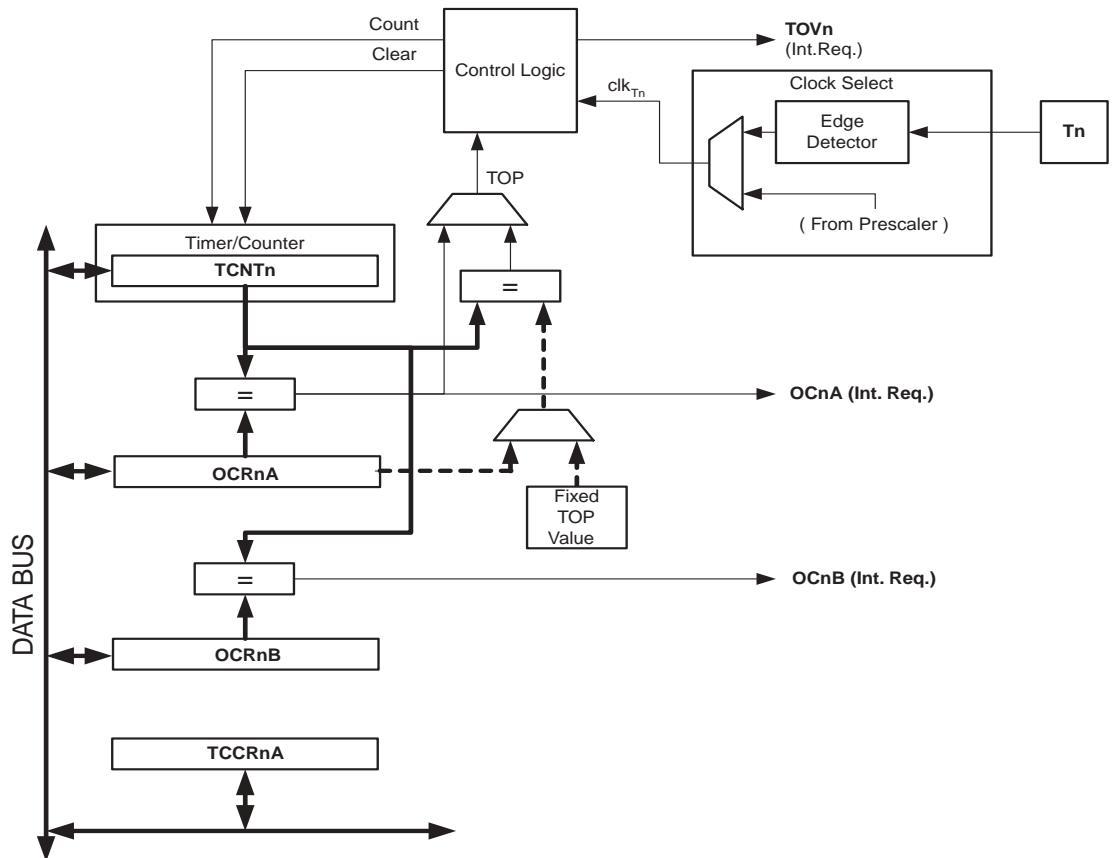 Count
TOVn
(Int.Req.)
Clear
Control Logic
clkTn
Clock Select
Edge
Detector
Tn
TOP
( From Prescaler )
Timer/Counter
TCNTn
=
=
OCnA (Int. Req.)
OCRnA
Fixed
TOP
Value
DATA BUS
=
OCnB (Int. Req.)
OCRnB
TCCRnA